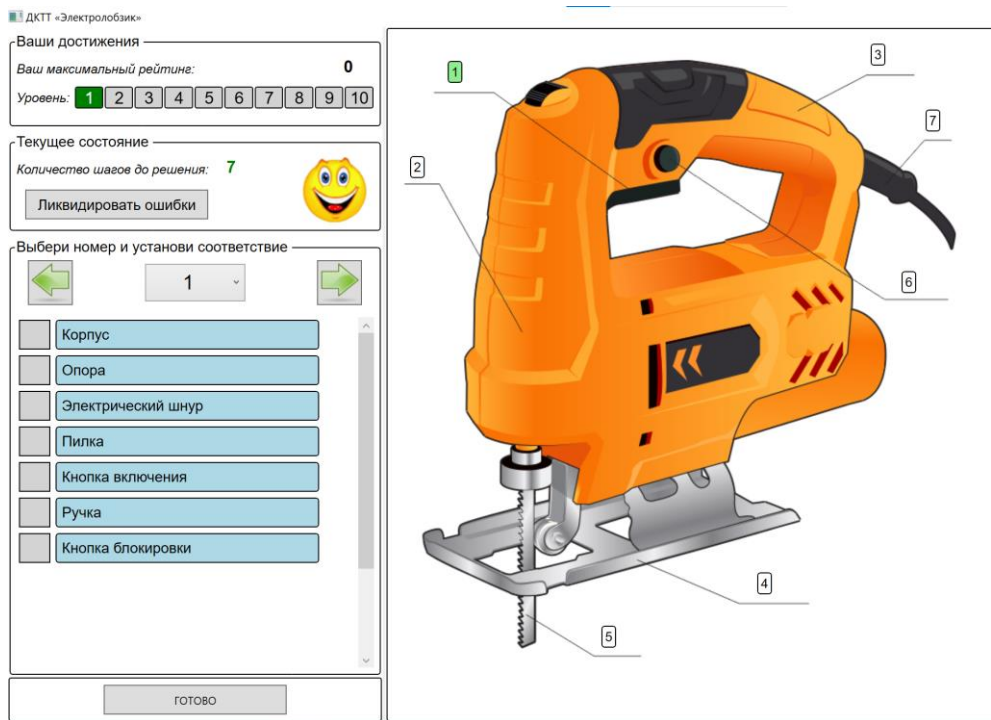 ДКТТ «Электролобзик»
Ваши достижения
Ваш максимальный рейтинг: 0
Уровень: 1 2 3 4 5 6 7 8 9 10
Текущее состояние
Количество шагов до решения: 7
Ликвидировать ошибки
Выбери номер и установи соответствие
1
Корпус
Опора
Электрический шнур
Пилка
Кнопка включения
Ручка
Кнопка блокировки
ГОТОВО
3
1
7
2
6
4
5